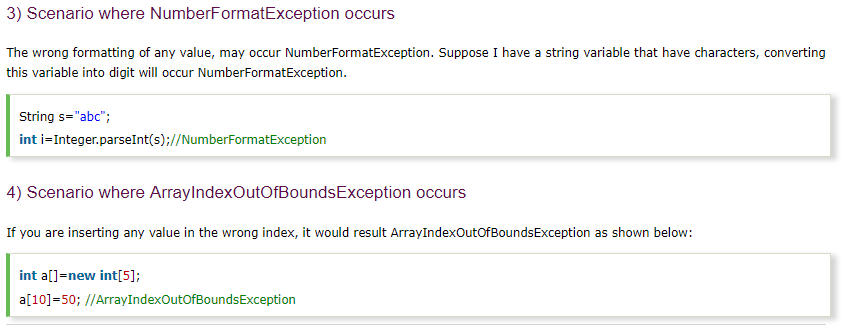 3) Scenario where NumberFormatException occurs
The wrong formatting of any value, may occur NumberFormatException. Suppose I have a string variable that have characters, converting
this variable into digit will occur NumberFormatException.
String s="abc";
int i=Integer.parseInt(s);//NumberFormatException
4) Scenario where ArrayIndexOutOfBoundsException occurs
If you are inserting any value in the wrong index, it would result ArrayIndexOutOfBoundsException as shown below:
int a[]=new int[5];
a[10]=50; //ArrayIndexOutOfBoundsException